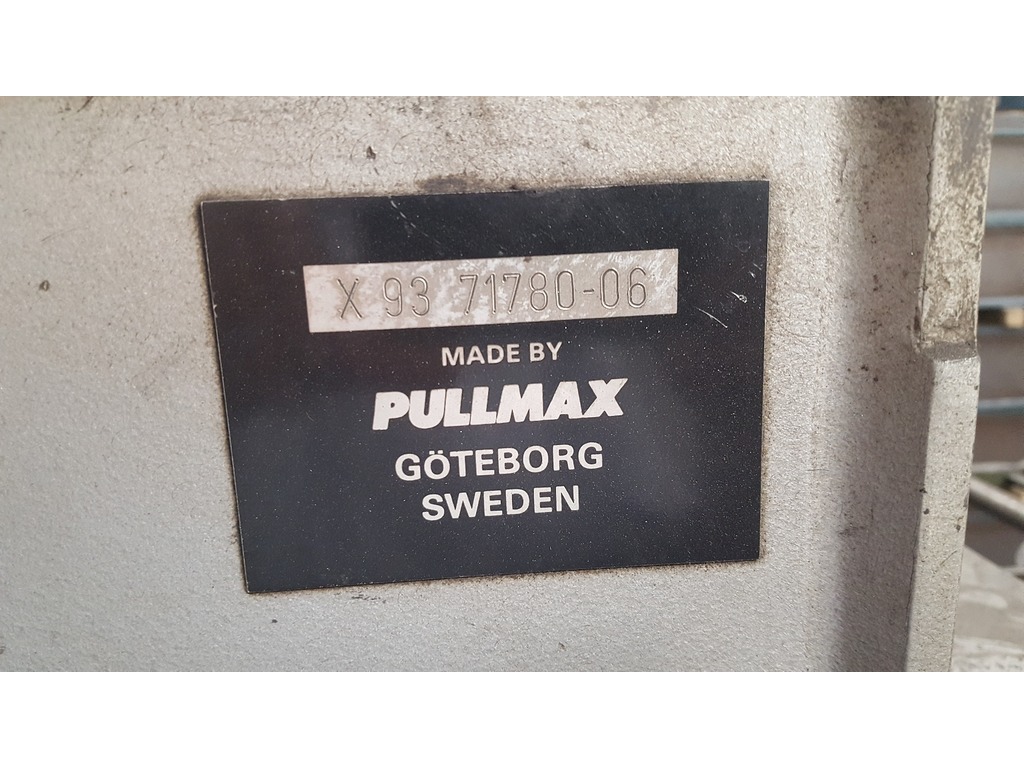 X 93 71780-06
MADE BY
PULLMAX
GÖTEBORG
SWEDEN